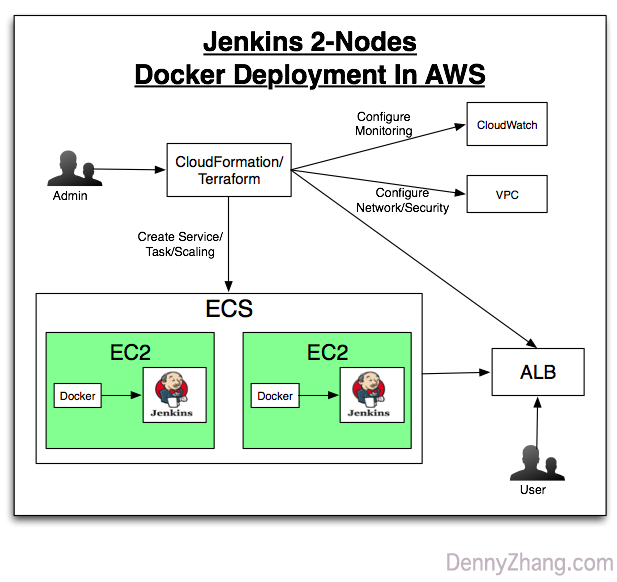 Jenkins 2-Nodes
Docker Deployment In AWS
Configure
Monitoring
CloudWatch
CloudFormation/
Terraform
Admin
Configure
Network/Security
VPC
Create Service/
Task/Scaling
ECS
EC2
EC2
Docker
Jenkins
Docker
Jenkins
ALB
User
DennyZhang.com